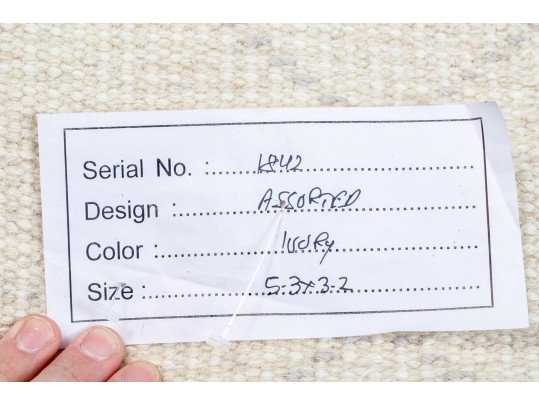 Serial No. : 1842
Design : ASSORTED
Color : IVORY
Size : 5.3x3-2